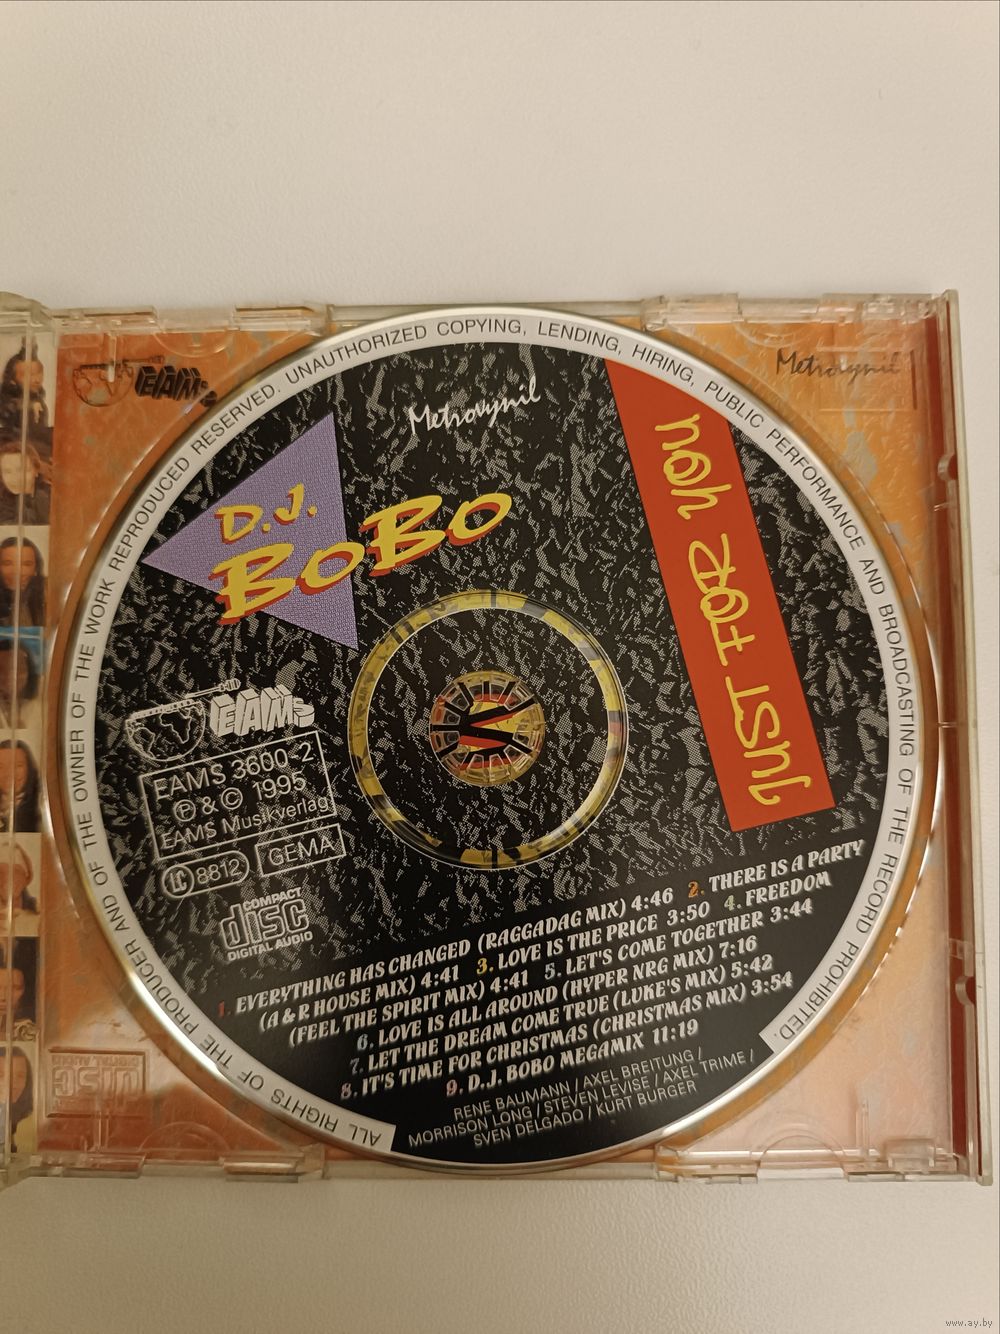 ALL RIGHTS OF THE PRODUCER AND OF THE OWNER OF THE WORK REPRODUCED RESERVED. UNAUTHORIZED COPYING, LENDING, HIRING, PUBLIC PERFORMANCE AND BROADCASTING OF THE RECORD PROHIBITED.
EAMS
Metrovynil
Metrovynil
D.J.
BOBO
JUST FOR YOU
EAMS
EAMS 3600-2
Ⓟ & © 1995
EAMS Musikverlag
LC 8812 GEMA
COMPACT
disc
DIGITAL AUDIO
1. EVERYTHING HAS CHANGED (RAGGADAG MIX) 4:46 2. THERE IS A PARTY
(A & R HOUSE MIX) 4:41 3. LOVE IS THE PRICE 3:50 4. FREEDOM
(FEEL THE SPIRIT MIX) 4:41 5. LET'S COME TOGETHER 3:44
6. LOVE IS ALL AROUND (HYPER NRG MIX) 7:16
7. LET THE DREAM COME TRUE (LUKE'S MIX) 5:42
8. IT'S TIME FOR CHRISTMAS (CHRISTMAS MIX) 3:54
9. D.J. BOBO MEGAMIX 11:19
RENE BAUMANN / AXEL BREITUNG /
MORRISON LONG / STEVEN LEVISE / AXEL TRIME /
SVEN DELGADO / KURT BURGER
disc
DIGITAL AUDIO
www.ay.by